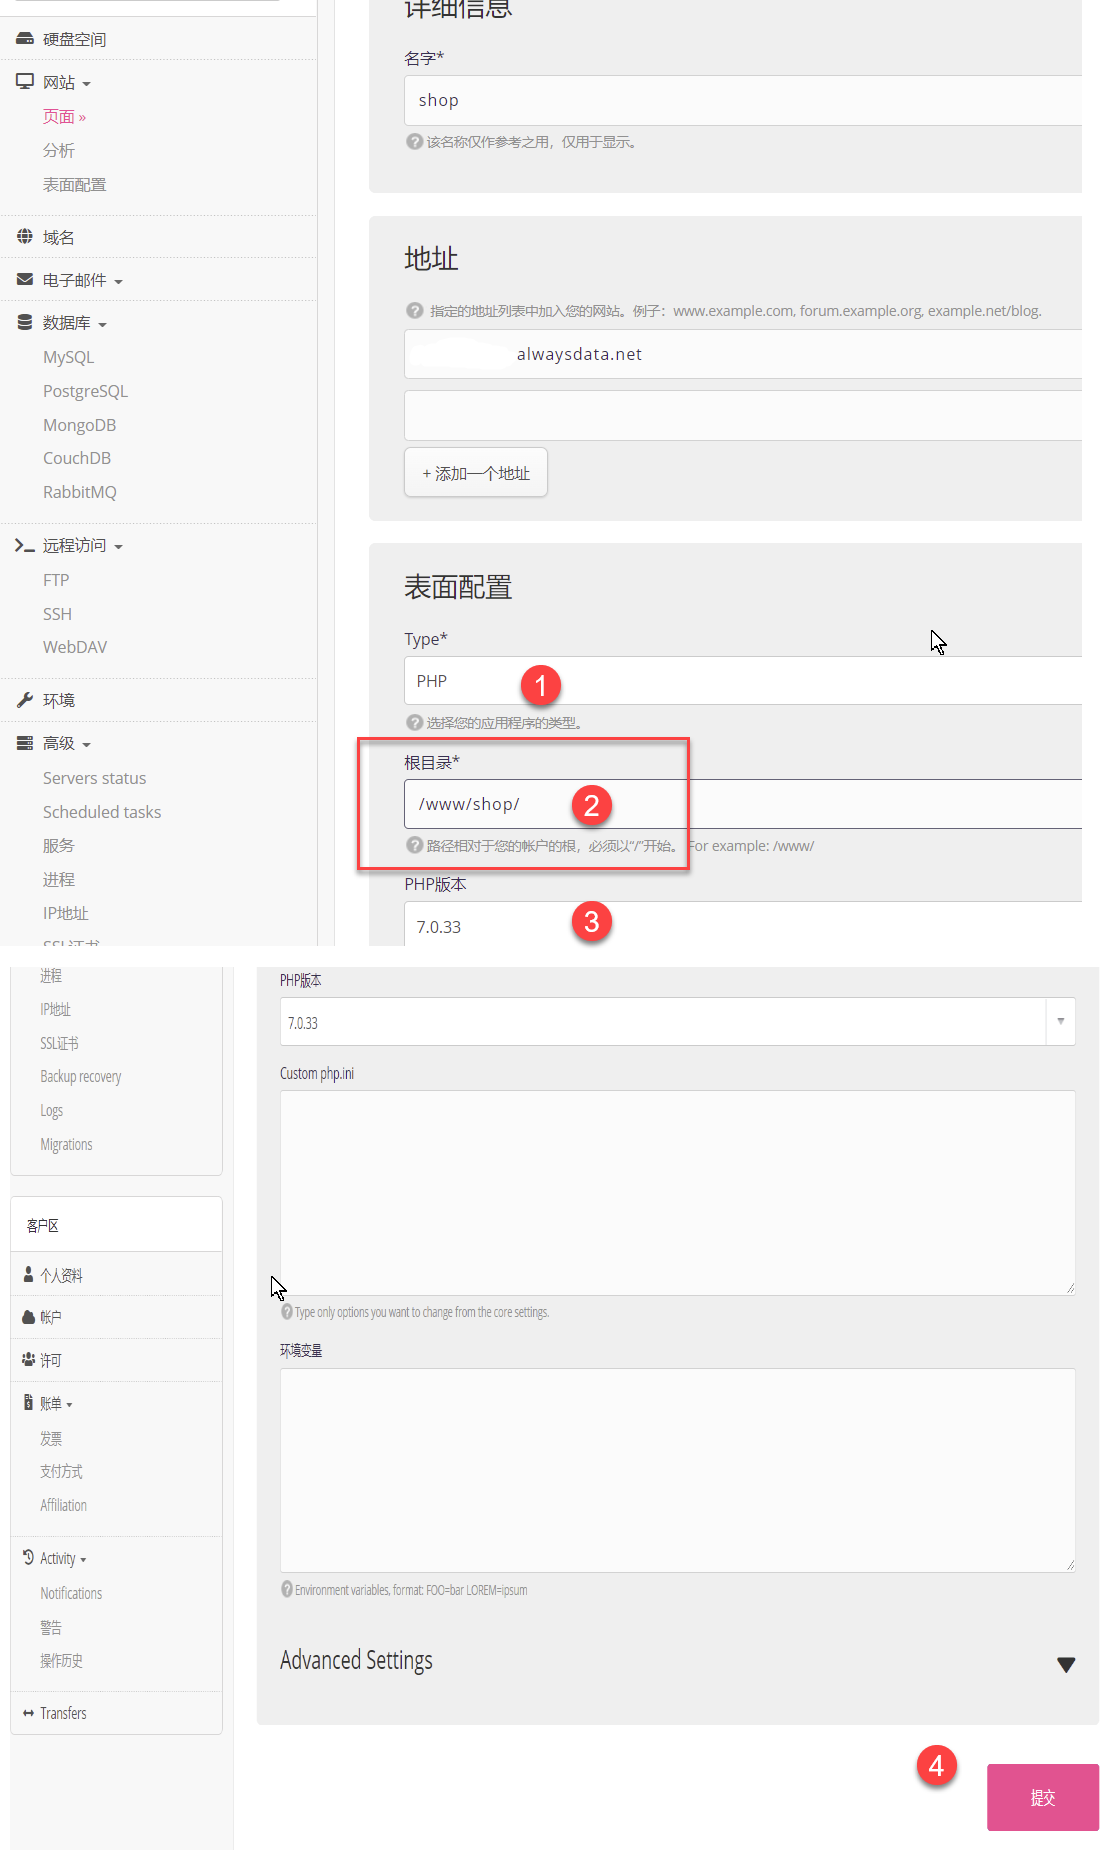 硬盘空间
网站
页面 »
分析
表面配置
域名
电子邮件
数据库
MySQL
PostgreSQL
MongoDB
CouchDB
RabbitMQ
远程访问
FTP
SSH
WebDAV
环境
高级
Servers status
Scheduled tasks
服务
进程
IP地址
SSL证书
详细信息
名字*
shop
? 该名称仅作参考之用，仅用于显示。
地址
? 指定的地址列表中加入您的网站。例子：www.example.com, forum.example.org, example.net/blog.
alwaysdata.net
+ 添加一个地址
表面配置
Type*
PHP
1
? 选择您的应用程序的类型。
根目录*
/www/shop/
2
? 路径相对于您的帐户的根，必须以“/”开始。 For example: /www/
PHP版本
7.0.33
3
进程
IP地址
SSL证书
Backup recovery
Logs
Migrations
客户区
个人资料
帐户
许可
账单
发票
支付方式
Affiliation
Activity
Notifications
警告
操作历史
Transfers
PHP版本
7.0.33
Custom php.ini
? Type only options you want to change from the core settings.
环境变量
? Environment variables, format: FOO=bar LOREM=ipsum
Advanced Settings
4
提交